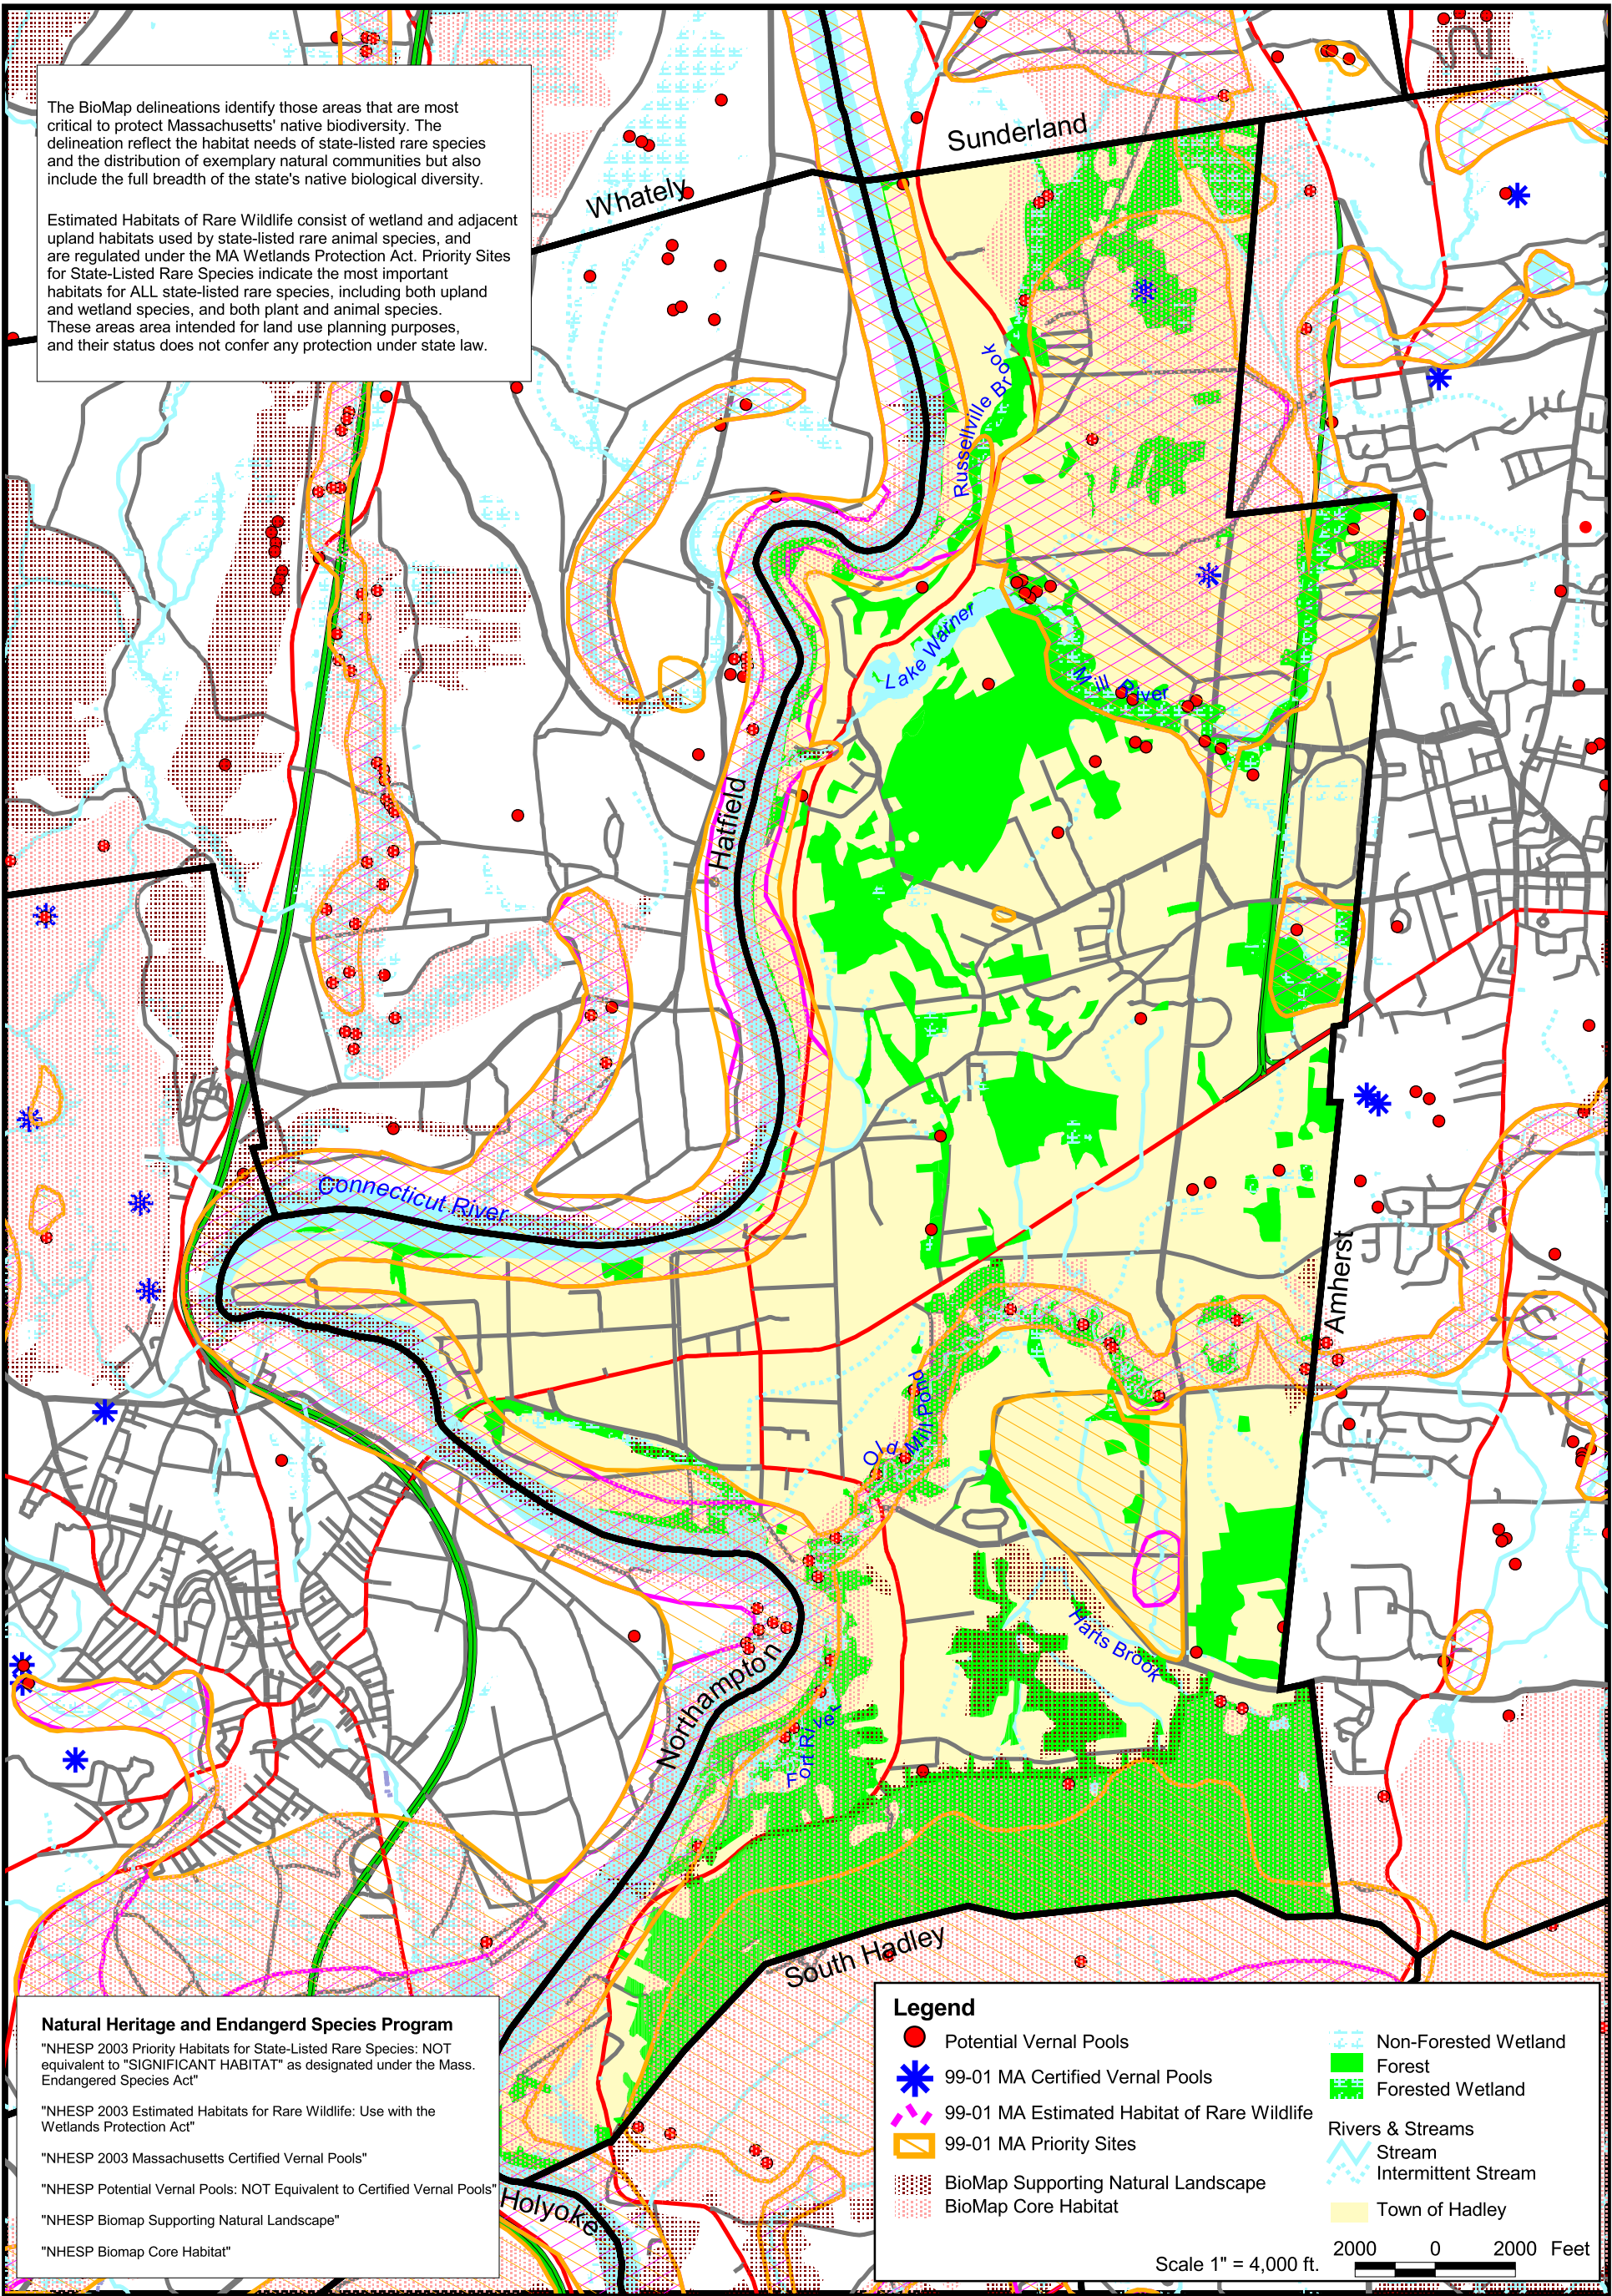 The BioMap delineations identify those areas that are most
critical to protect Massachusetts' native biodiversity. The
delineation reflect the habitat needs of state-listed rare species
and the distribution of exemplary natural communities but also
include the full breadth of the state's native biological diversity.
Estimated Habitats of Rare Wildlife consist of wetland and adjacent
upland habitats used by state-listed rare animal species, and
are regulated under the MA Wetlands Protection Act. Priority Sites
for State-Listed Rare Species indicate the most important
habitats for ALL state-listed rare species, including both upland
and wetland species, and both plant and animal species.
These areas area intended for land use planning purposes,
and their status does not confer any protection under state law.
Sunderland
Whately
Russellville Brook
Lake Warner
Mill River
Hatfield
Connecticut River
Amherst
Old Mill Pond
Harts Brook
Northampton
Fort River
South Hadley
Holyoke
Natural Heritage and Endangerd Species Program
"NHESP 2003 Priority Habitats for State-Listed Rare Species: NOT
equivalent to "SIGNIFICANT HABITAT" as designated under the Mass.
Endangered Species Act"
"NHESP 2003 Estimated Habitats for Rare Wildlife: Use with the
Wetlands Protection Act"
"NHESP 2003 Massachusetts Certified Vernal Pools"
"NHESP Potential Vernal Pools: NOT Equivalent to Certified Vernal Pools"
"NHESP Biomap Supporting Natural Landscape"
"NHESP Biomap Core Habitat"
Legend
Potential Vernal Pools
99-01 MA Certified Vernal Pools
99-01 MA Estimated Habitat of Rare Wildlife
99-01 MA Priority Sites
BioMap Supporting Natural Landscape
BioMap Core Habitat
Non-Forested Wetland
Forest
Forested Wetland
Rivers & Streams
Stream
Intermittent Stream
Town of Hadley
Scale 1" = 4,000 ft.
2000 0 2000 Feet